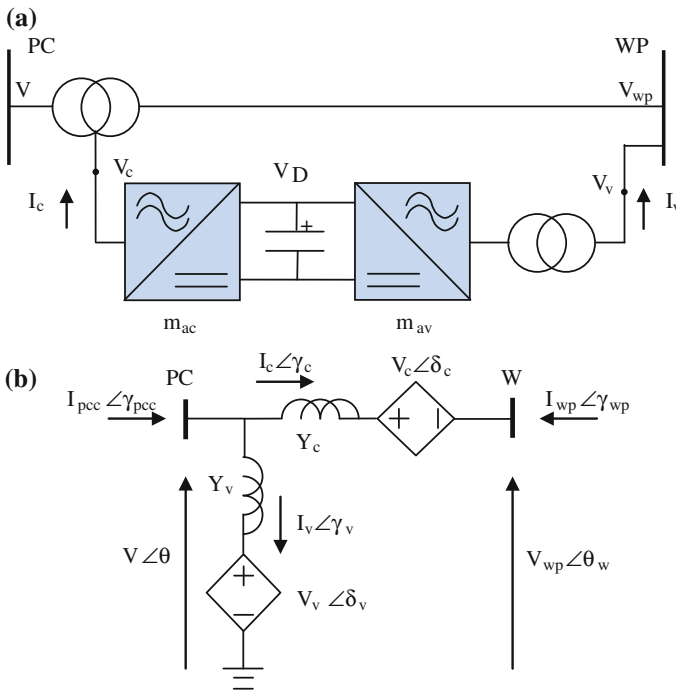 (a)
PC WP
V V_wp
V_c V_D V_v
I_c + I_v
m_ac m_av
(b)
PC I_c∠γ_c V_c∠δ_c W
I_pcc∠γ_pcc I_wp∠γ_wp
+ −
Y_c
Y_v
I_v∠γ_v
V∠θ V_wp∠θ_w
+
− V_v∠δ_v